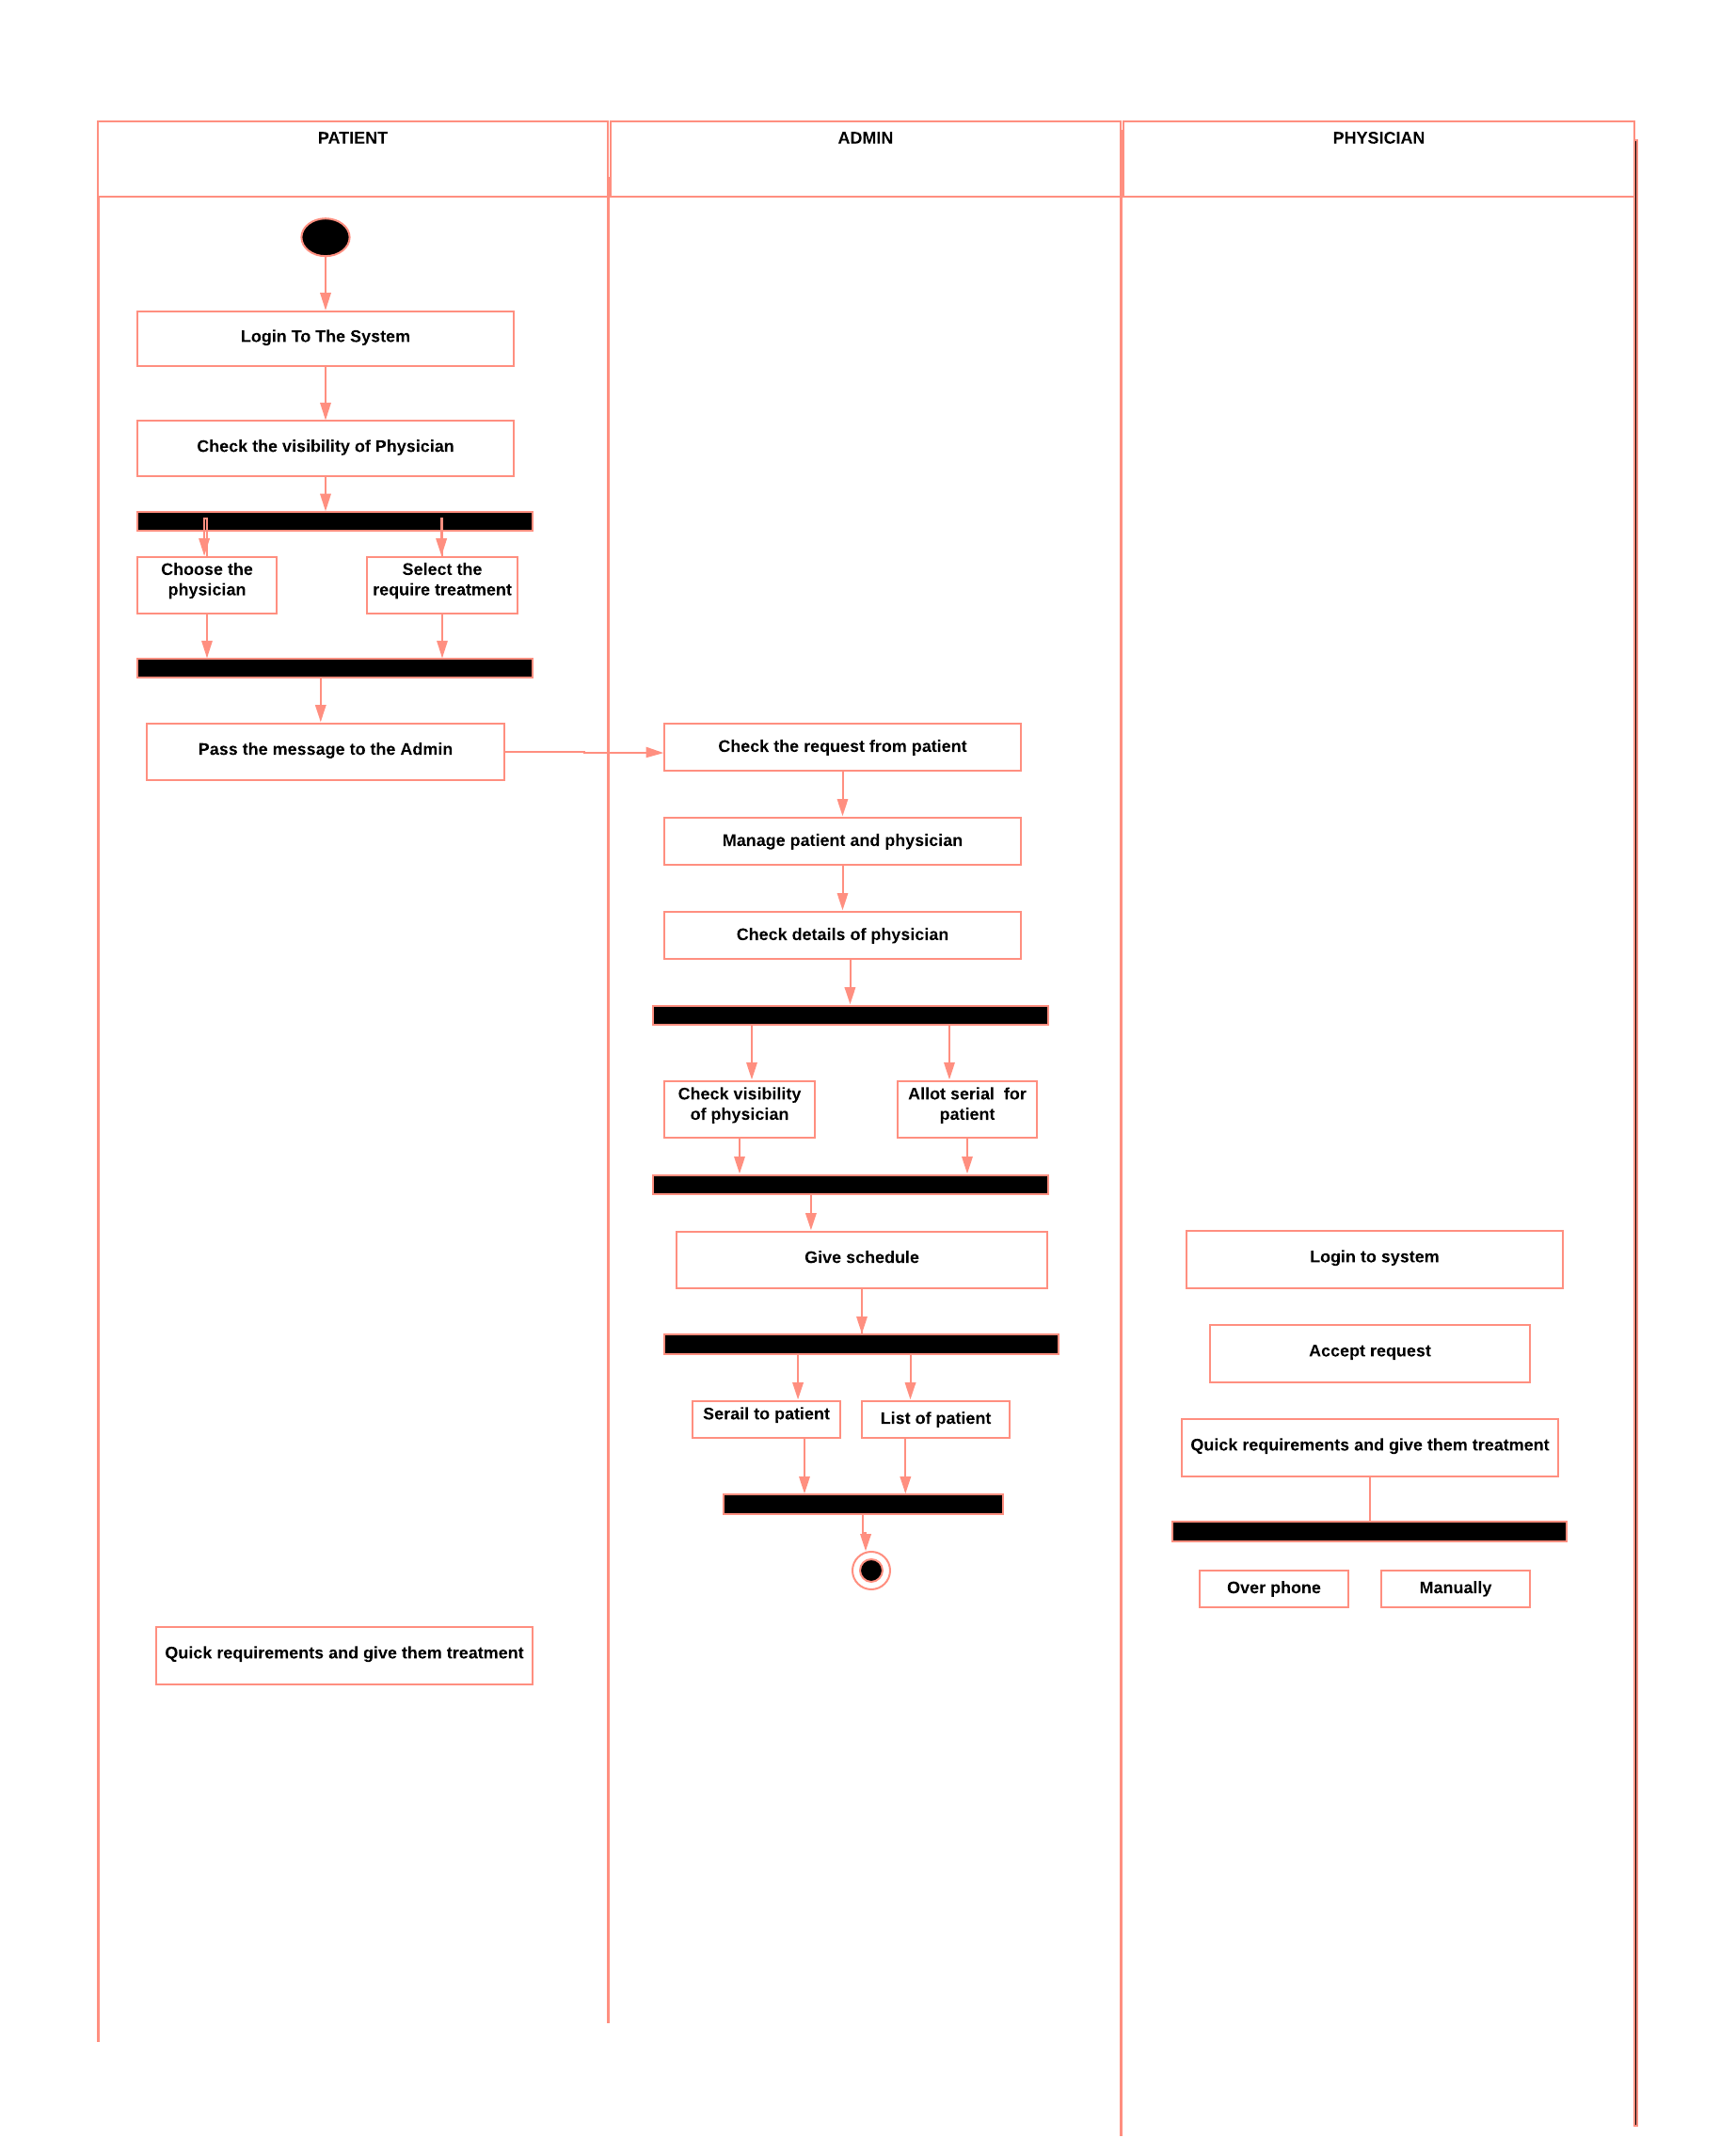 PATIENT
ADMIN
PHYSICIAN
Login To The System
Check the visibility of Physician
Choose the
physician
Select the
require treatment
Pass the message to the Admin
Check the request from patient
Manage patient and physician
Check details of physician
Check visibility
of physician
Allot serial  for
patient
Give schedule
Login to system
Accept request
Serail to patient
List of patient
Quick requirements and give them treatment
Over phone
Manually
Quick requirements and give them treatment